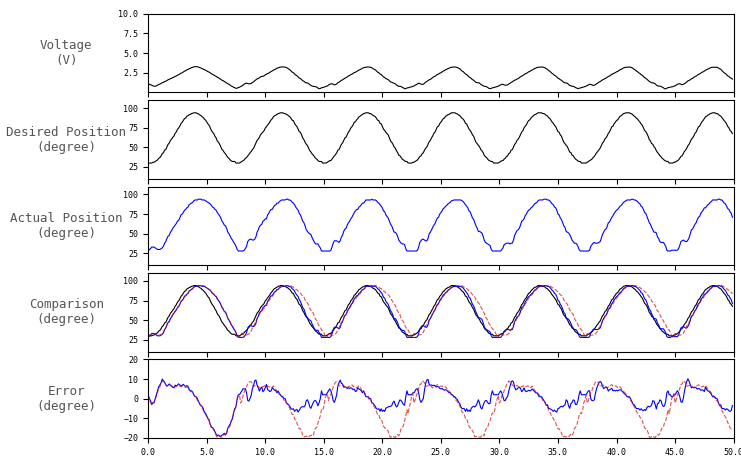 10.0
7.5
5.0
2.5
Voltage
(V)
100
75
50
25
Desired Position
(degree)
100
75
50
25
Actual Position
(degree)
100
75
50
25
Comparison
(degree)
20
10
0
−10
−20
Error
(degree)
0.0 5.0 10.0 15.0 20.0 25.0 30.0 35.0 40.0 45.0 50.0